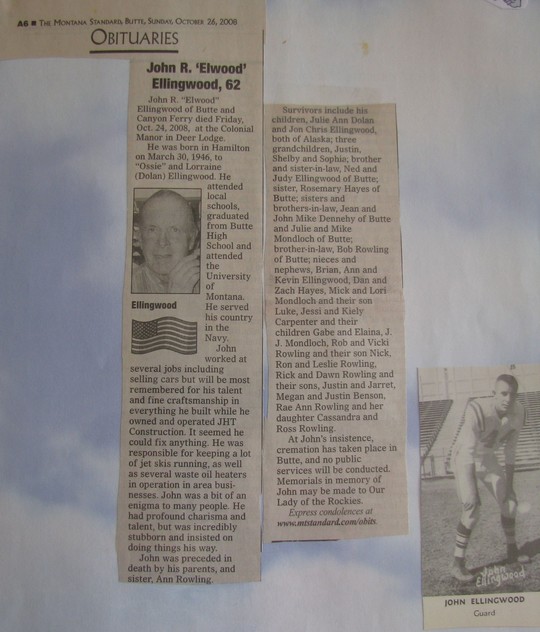 A6 ■ THE MONTANA STANDARD, BUTTE, SUNDAY, OCTOBER 26, 2008
OBITUARIES
John R. ‘Elwood’
Ellingwood, 62
John R. “Elwood”
Ellingwood of Butte and
Canyon Ferry died Friday,
Oct. 24, 2008, at the Colonial
Manor in Deer Lodge.
He was born in Hamilton
on March 30, 1946, to
“Ossie” and Lorraine
(Dolan) Ellingwood. He
attended
local
schools,
graduated
from Butte
High
School and
attended
the
University
of
Montana.
He served
his country
in the
Navy.
Ellingwood
John
worked at
several jobs including
selling cars but will be most
remembered for his talent
and fine craftsmanship in
everything he built while he
owned and operated JHT
Construction. It seemed he
could fix anything. He was
responsible for keeping a lot
of jet skis running, as well
as several waste oil heaters
in operation in area busi-
nesses. John was a bit of an
enigma to many people. He
had profound charisma and
talent, but was incredibly
stubborn and insisted on
doing things his way.
John was preceded in
death by his parents, and
sister, Ann Rowling.
Survivors include his
children, Julie Ann Dolan
and Jon Chris Ellingwood,
both of Alaska; three
grandchildren, Justin,
Shelby and Sophie, brother
and sister-in-law, Ned and
Judy Ellingwood of Butte;
sister, Rosemary Hayes of
Butte; sisters and
brothers-in-law, Jean and
John Mike Dennehy of Butte
and Julie and Mike
Mondloch of Butte;
brother-in-law, Bob Rowling
of Butte; nieces and
nephews, Brian, Ann and
Kevin Ellingwood, Dan and
Zach Hayes, Mick and Lori
Mondloch and their son
Luke, Jessi and Kiely
Carpenter and their
children Gabe and Elaina, J.
J. Mondloch, Rob and Vicki
Rowling and their son Nick,
Ron and Leslie Rowling,
Rick and Dawn Rowling and
their sons, Justin and Jarret,
Megan and Justin Benson,
Rae Ann Rowling and her
daughter Cassandra and
Ross Rowling.
At John’s insistence,
cremation has taken place in
Butte, and no public
services will be conducted.
Memorials in memory of
John may be made to Our
Lady of the Rockies.
Express condolences at
www.mtstandard.com/obits.
John
Ellingwood
JOHN ELLINGWOOD
Guard